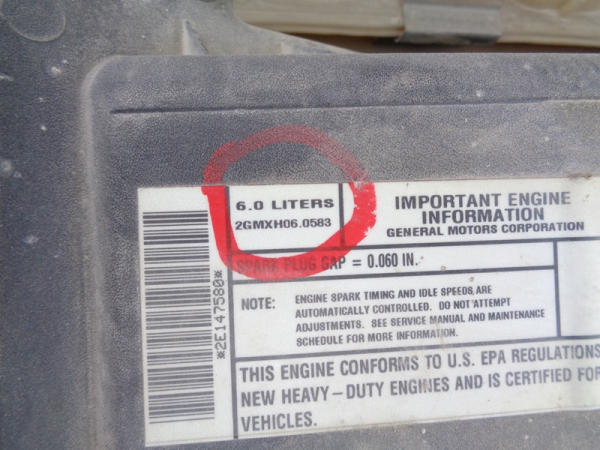 6.0 LITERS
2GMXH06.0583
IMPORTANT ENGINE
INFORMATION
GENERAL MOTORS CORPORATION
SPARK PLUG GAP = 0.060 IN.
NOTE: ENGINE SPARK TIMING AND IDLE SPEEDS ARE
AUTOMATICALLY CONTROLLED. DO NOT ATTEMPT
ADJUSTMENTS. SEE SERVICE MANUAL AND MAINTENANCE
SCHEDULE FOR MORE INFORMATION.
THIS ENGINE CONFORMS TO U.S. EPA REGULATIONS
NEW HEAVY-DUTY ENGINES AND IS CERTIFIED FOR
VEHICLES.
*2E147580*